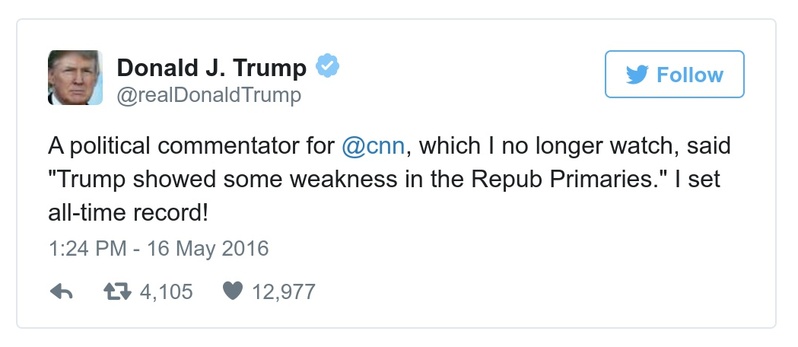 Donald J. Trump
@realDonaldTrump
Follow
A political commentator for @cnn, which I no longer watch, said
"Trump showed some weakness in the Repub Primaries." I set
all-time record!
1:24 PM - 16 May 2016
4,105 12,977